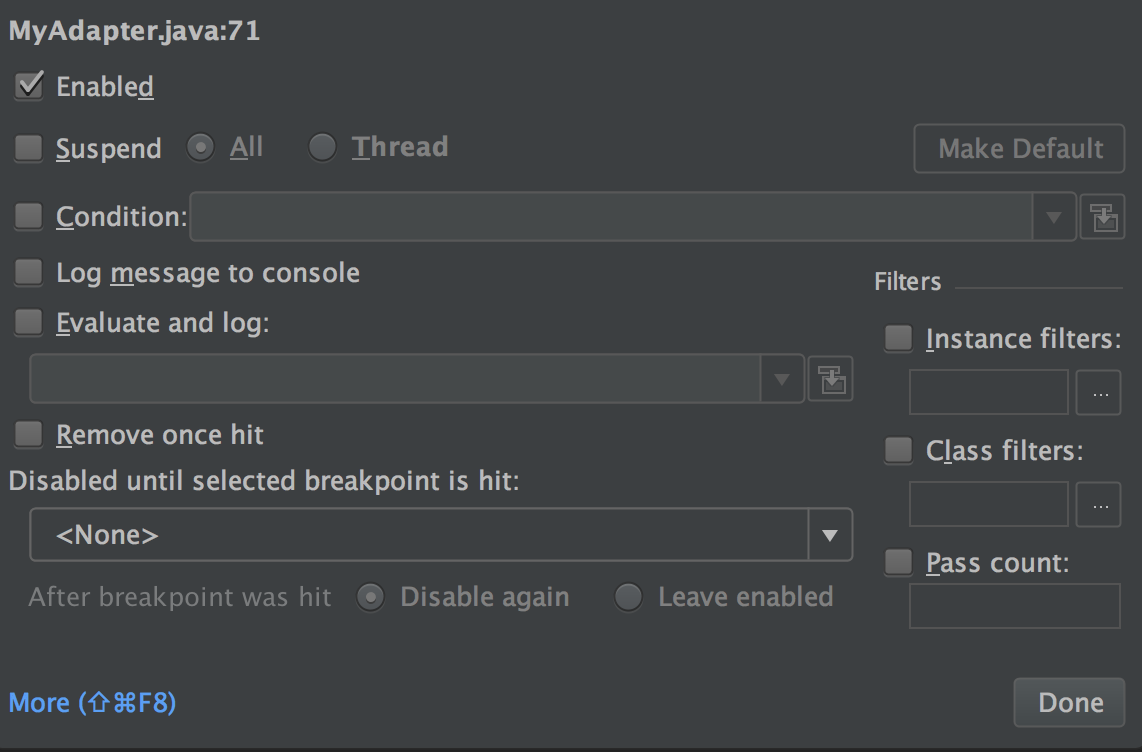 MyAdapter.java:71
Enabled
Suspend All Thread Make Default
Condition:
Log message to console
Filters
Evaluate and log:
Instance filters:
...
Remove once hit
Class filters:
Disabled until selected breakpoint is hit:
...
<None>
Pass count:
After breakpoint was hit Disable again Leave enabled
More (⇧⌘F8)
Done